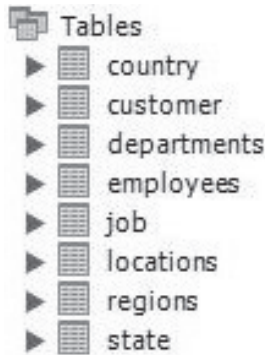 Tables
country
customer
departments
employees
job
locations
regions
state